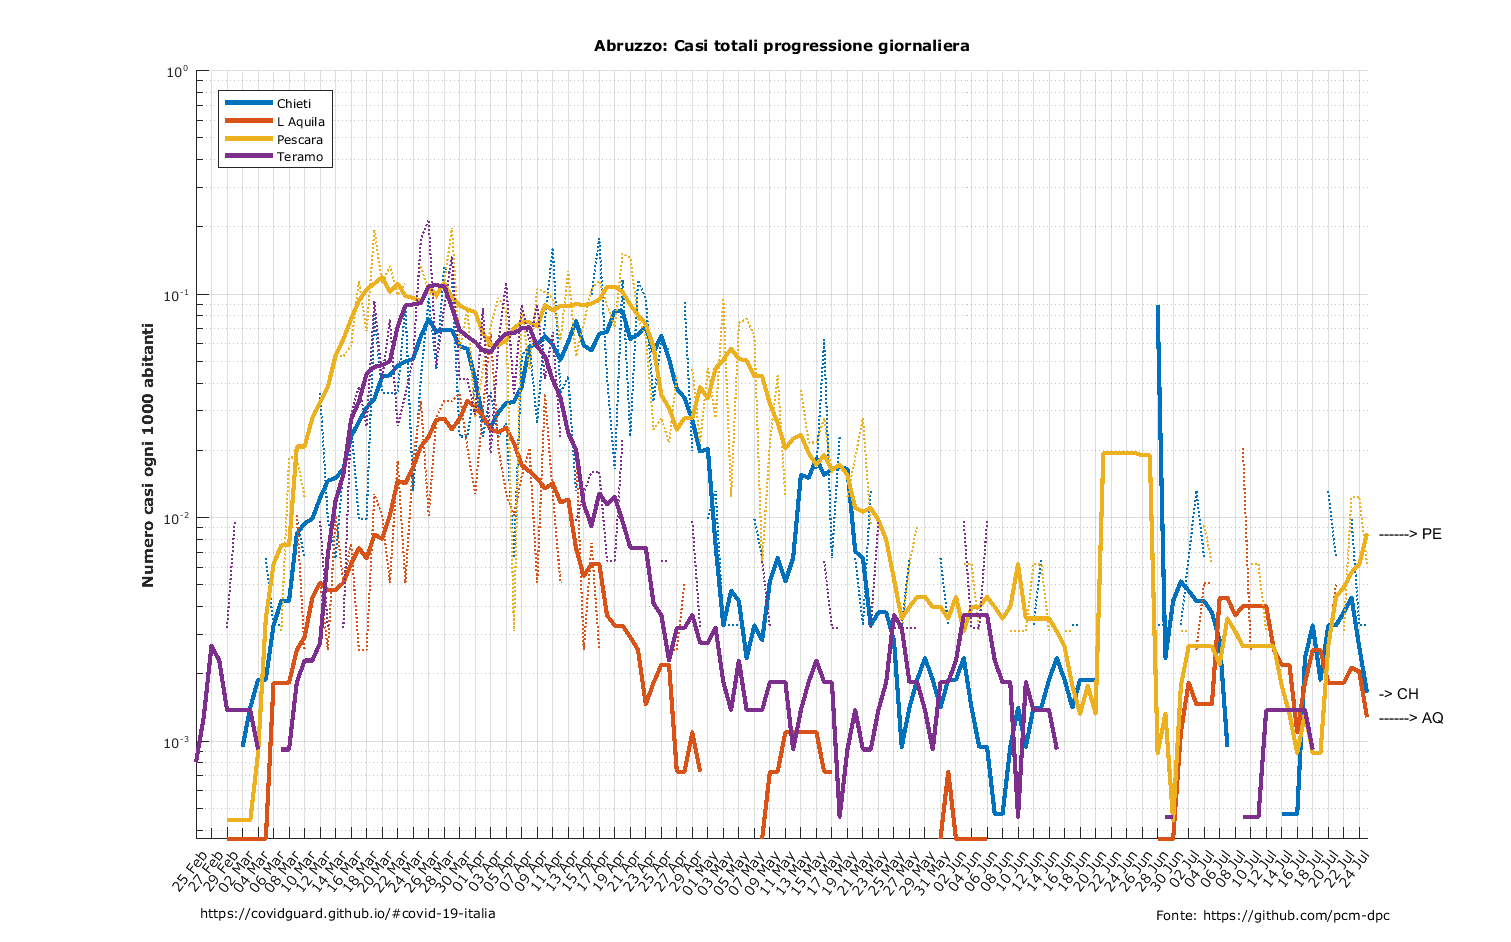 Abruzzo: Casi totali progressione giornaliera
Numero casi ogni 1000 abitanti
10⁰
10⁻¹
10⁻²
10⁻³
Chieti
L Aquila
Pescara
Teramo
------> PE
-> CH
------> AQ
25 Feb
27 Feb
29 Feb
02 Mar
04 Mar
06 Mar
08 Mar
10 Mar
12 Mar
14 Mar
16 Mar
18 Mar
20 Mar
22 Mar
24 Mar
26 Mar
28 Mar
30 Mar
01 Apr
03 Apr
05 Apr
07 Apr
09 Apr
11 Apr
13 Apr
15 Apr
17 Apr
19 Apr
21 Apr
23 Apr
25 Apr
27 Apr
29 Apr
01 May
03 May
05 May
07 May
09 May
11 May
13 May
15 May
17 May
19 May
21 May
23 May
25 May
27 May
29 May
31 May
02 Jun
04 Jun
06 Jun
08 Jun
10 Jun
12 Jun
14 Jun
16 Jun
18 Jun
20 Jun
22 Jun
24 Jun
26 Jun
28 Jun
30 Jun
02 Jul
04 Jul
06 Jul
08 Jul
10 Jul
12 Jul
14 Jul
16 Jul
18 Jul
20 Jul
22 Jul
24 Jul
https://covidguard.github.io/#covid-19-italia
Fonte: https://github.com/pcm-dpc